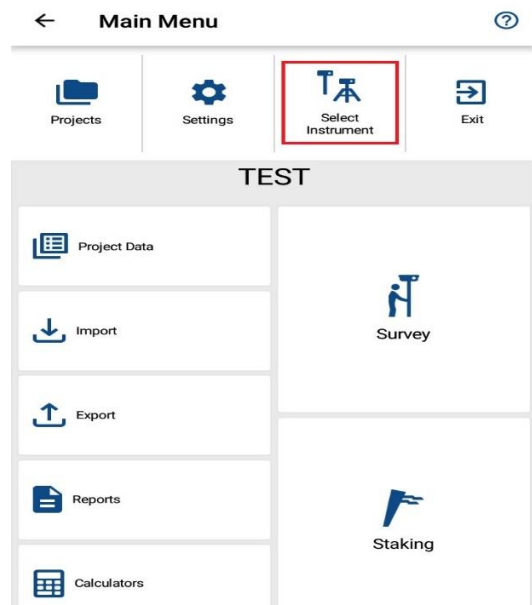 Main Menu
Projects
Settings
Select
Instrument
Exit
TEST
Project Data
Import
Export
Reports
Calculators
Survey
Staking